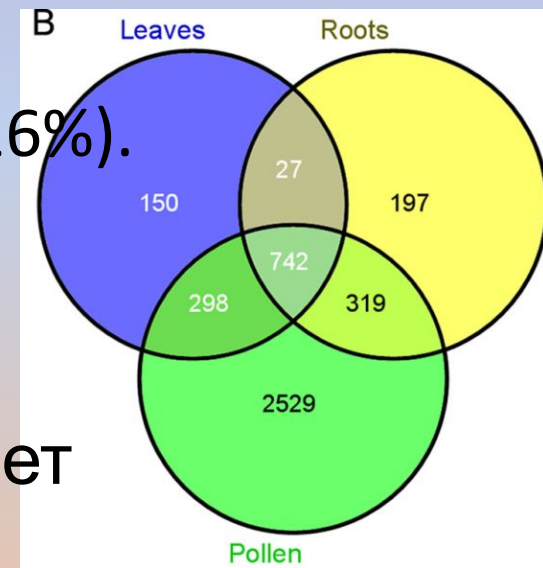 B
Leaves Roots
6%).
27
150 197
742
298 319
2529
ет
Pollen